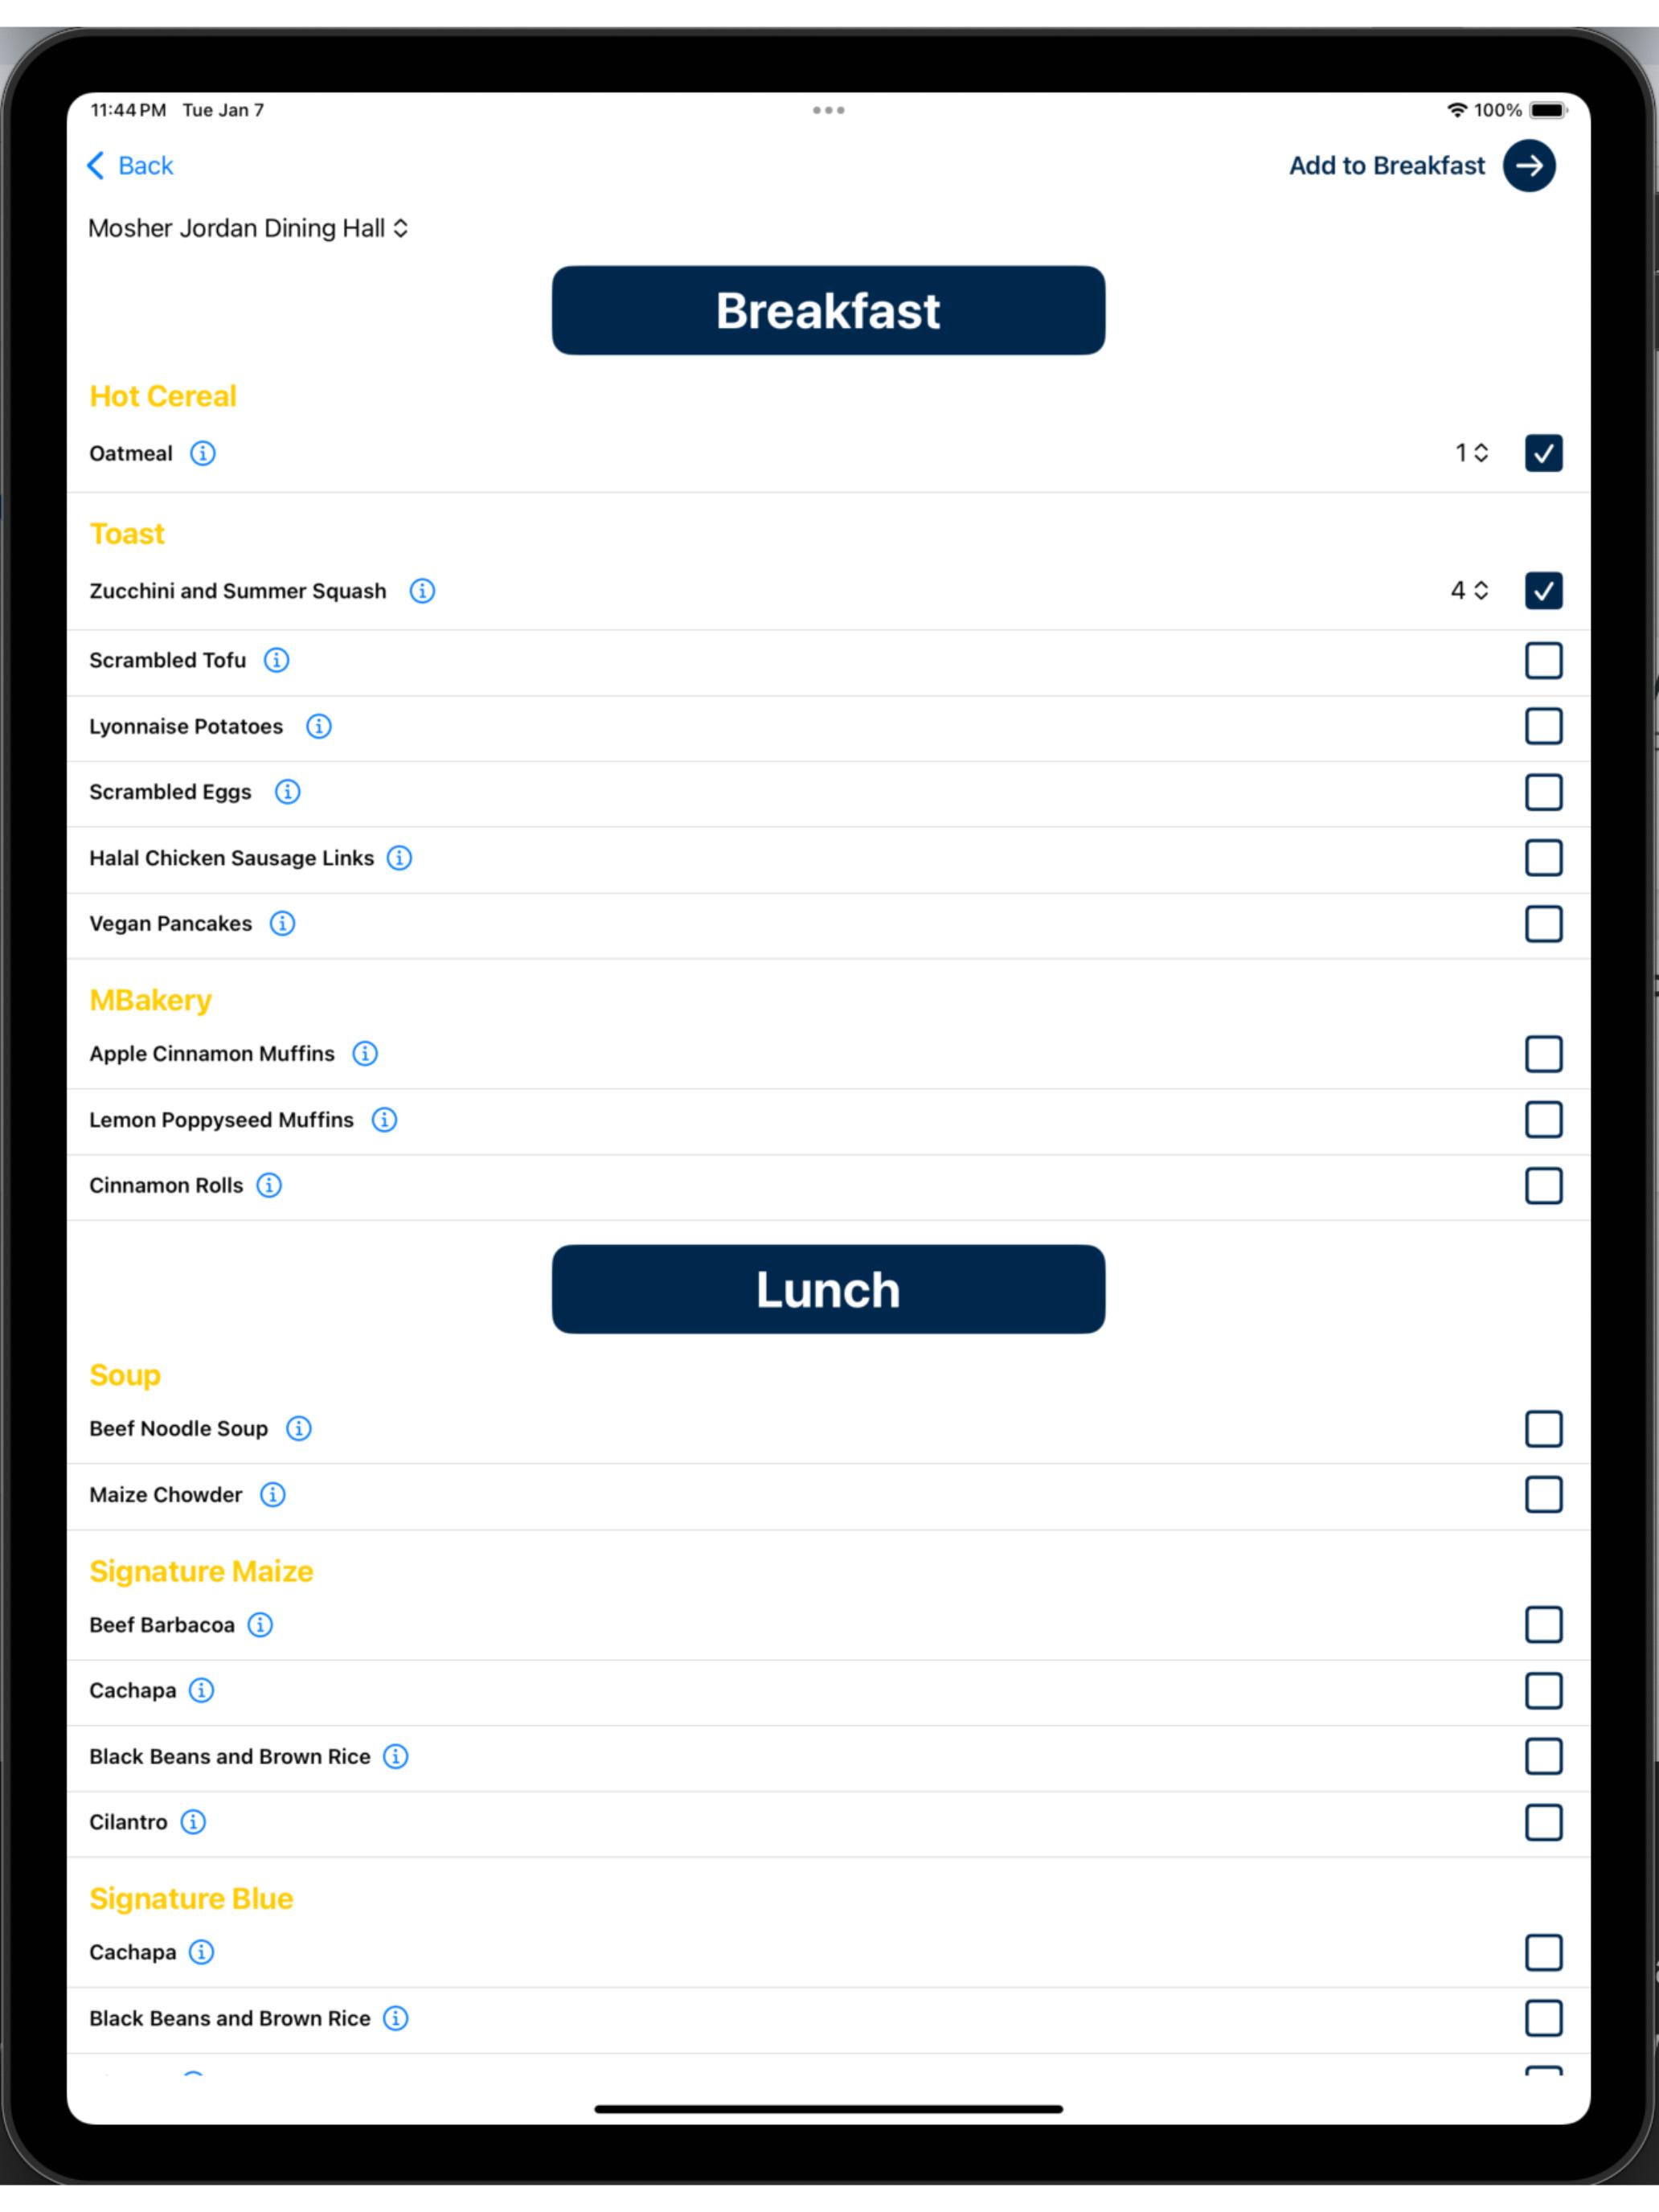 11:44 PM Tue Jan 7
100%
Back
Add to Breakfast
Mosher Jordan Dining Hall
Breakfast
Hot Cereal
Oatmeal
1
Toast
Zucchini and Summer Squash
4
Scrambled Tofu
Lyonnaise Potatoes
Scrambled Eggs
Halal Chicken Sausage Links
Vegan Pancakes
MBakery
Apple Cinnamon Muffins
Lemon Poppyseed Muffins
Cinnamon Rolls
Lunch
Soup
Beef Noodle Soup
Maize Chowder
Signature Maize
Beef Barbacoa
Cachapa
Black Beans and Brown Rice
Cilantro
Signature Blue
Cachapa
Black Beans and Brown Rice